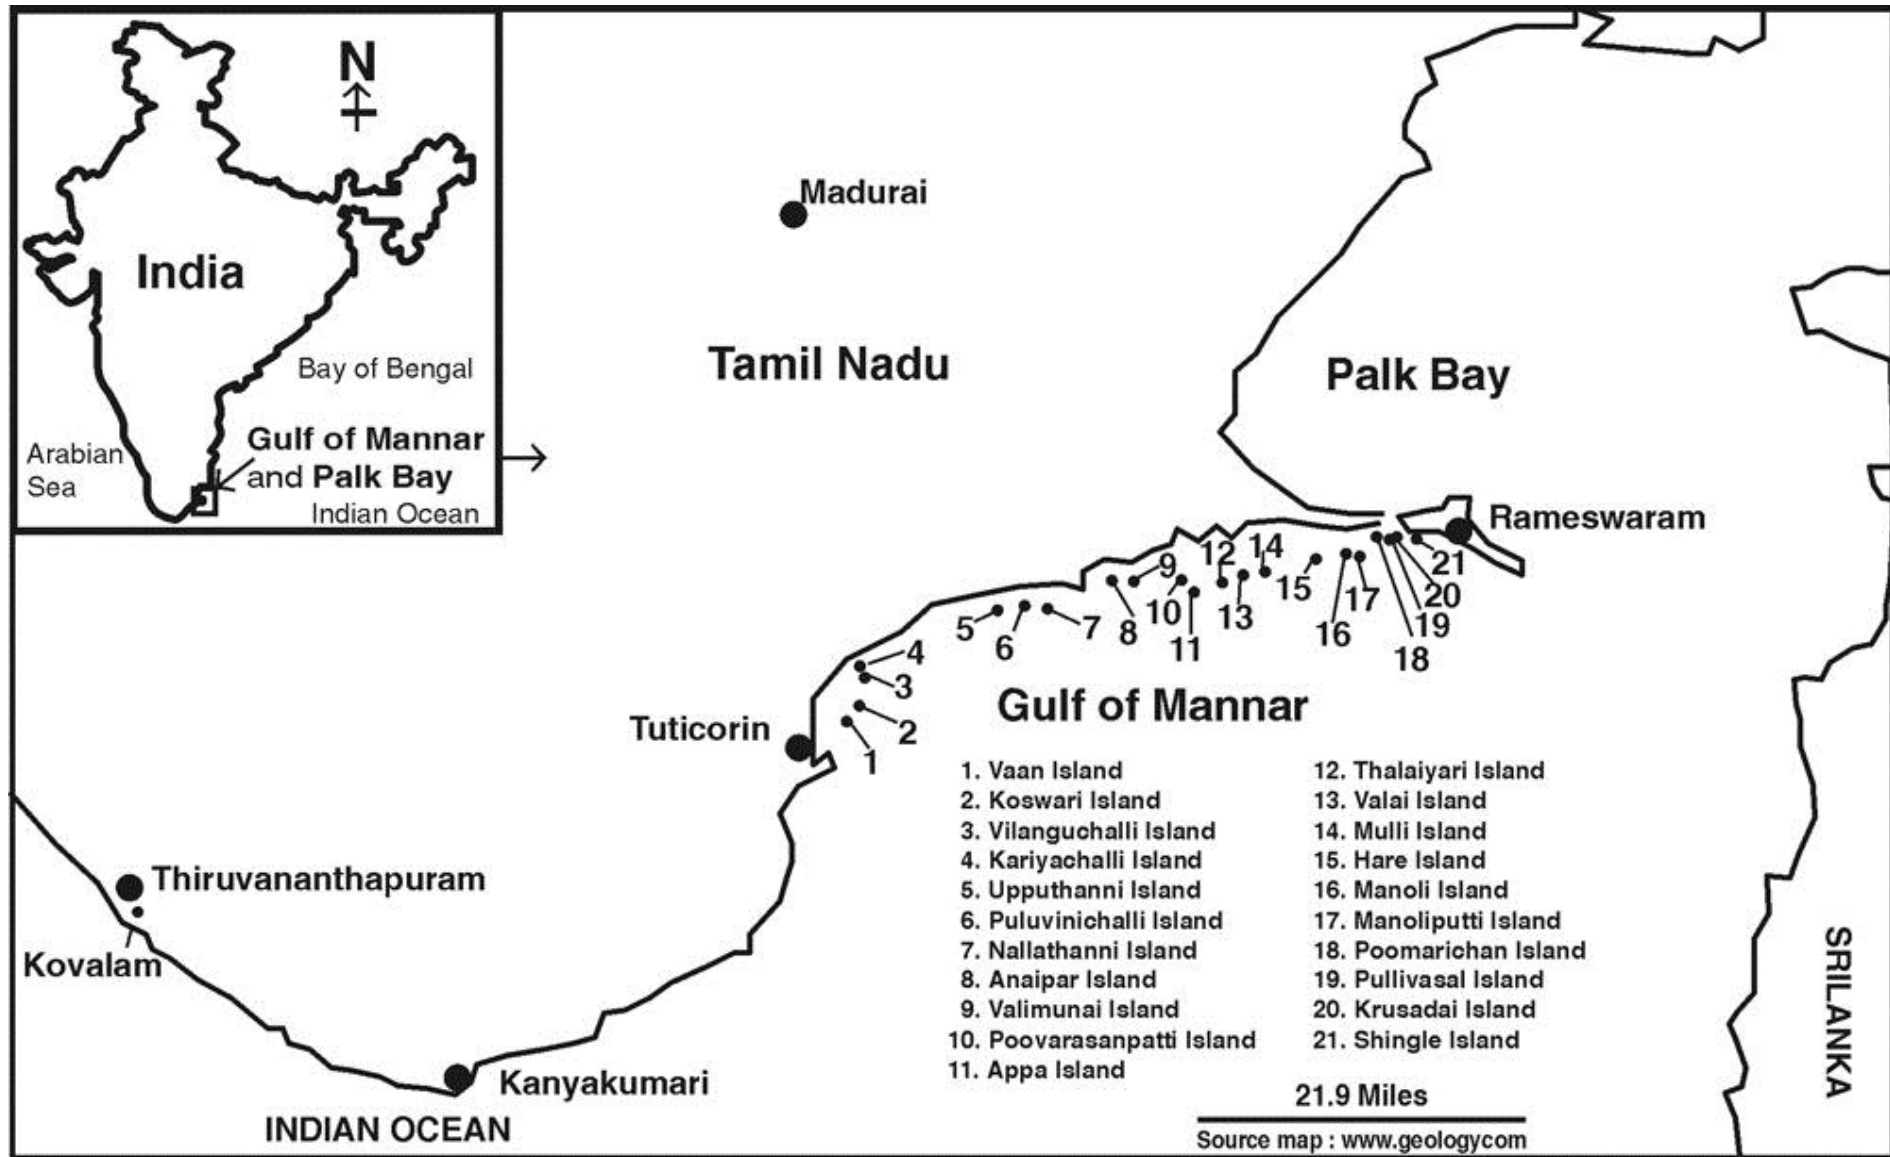 N
India
Bay of Bengal
Arabian
Sea
Gulf of Mannar
and Palk Bay
Indian Ocean
Madurai
Tamil Nadu
Palk Bay
Rameswaram
9
12
14
15
21
5
6
7
8
10
11
13
16
17
18
19
20
4
3
2
1
Tuticorin
Gulf of Mannar
1. Vaan Island
2. Koswari Island
3. Vilanguchalli Island
4. Kariyachalli Island
5. Upputhanni Island
6. Puluvinichalli Island
7. Nallathanni Island
8. Anaipar Island
9. Valimunai Island
10. Poovarasanpatti Island
11. Appa Island
12. Thalaiyari Island
13. Valai Island
14. Mulli Island
15. Hare Island
16. Manoli Island
17. Manoliputti Island
18. Poomarichan Island
19. Pullivasal Island
20. Krusadai Island
21. Shingle Island
Thiruvananthapuram
Kovalam
Kanyakumari
INDIAN OCEAN
SRILANKA
21.9 Miles
Source map : www.geologycom